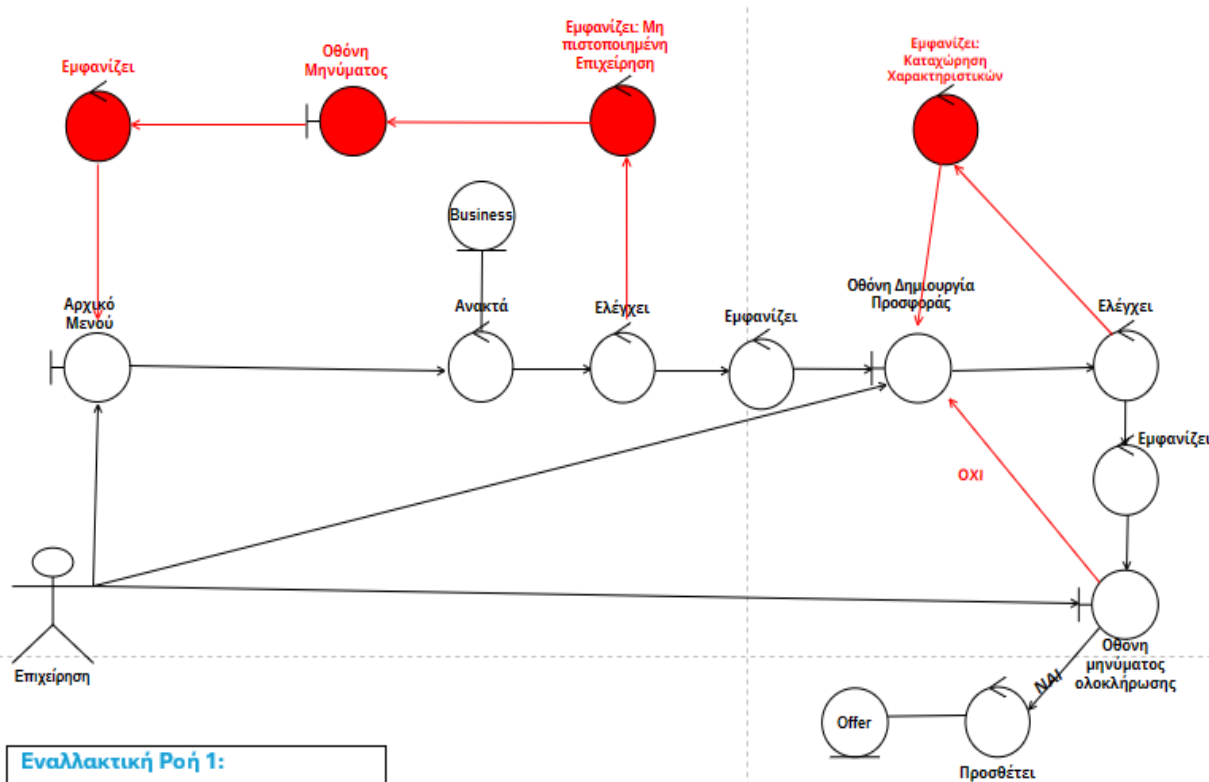 Εμφανίζει
Οθόνη
Μηνύματος
Εμφανίζει: Μη
πιστοποιημένη
Επιχείρηση
Εμφανίζει:
Καταχώρηση
Χαρακτηριστικών
Business
Αρχικό
Μενού
Ανακτά
Ελέγχει
Εμφανίζει
Οθόνη Δημιουργία
Προσφοράς
Ελέγχει
Εμφανίζει
ΟΧΙ
Επιχείρηση
Οθόνη
μηνύματος
ολοκλήρωσης
ΝΑΙ
Offer
Προσθέτει
Εναλλακτική Ροή 1: